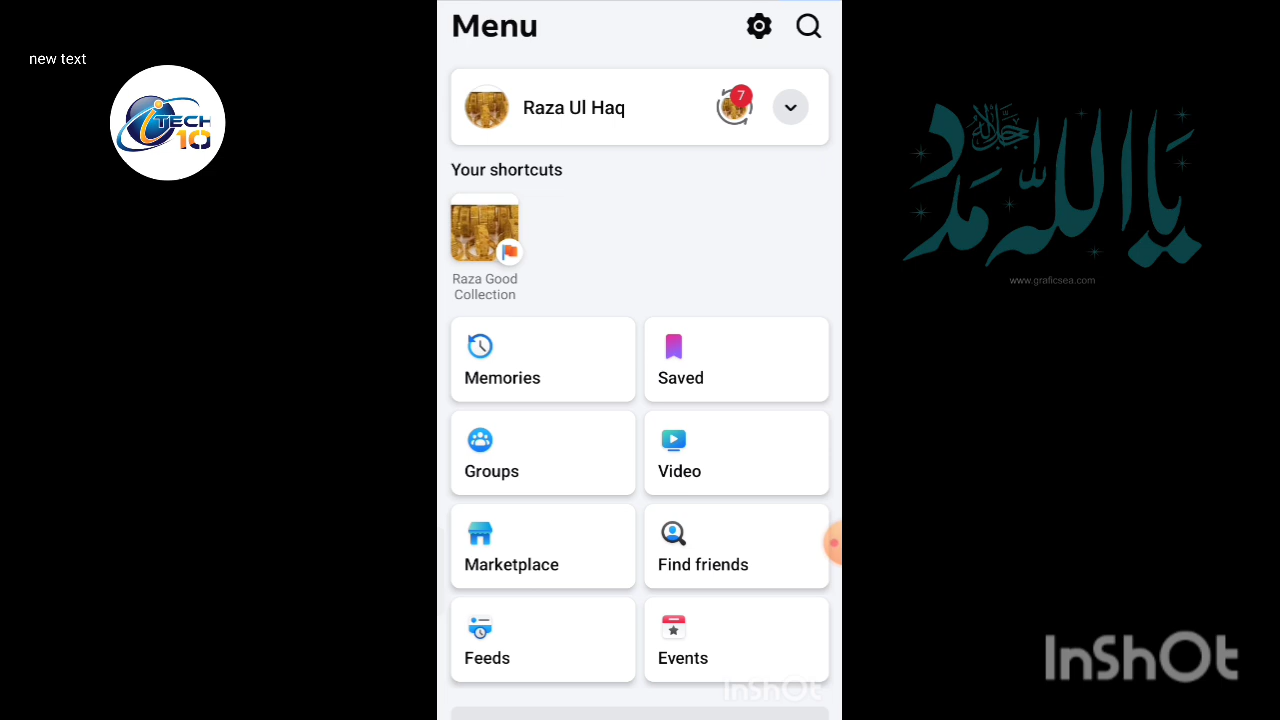 new text
iTECH
10
Menu
Raza Ul Haq
7
Your shortcuts
Raza Good
Collection
Memories
Saved
Groups
Video
Marketplace
Find friends
Feeds
Events
InShOt
یا اللہ مدد
جل جلالہ
www.graficsea.com
InShOt